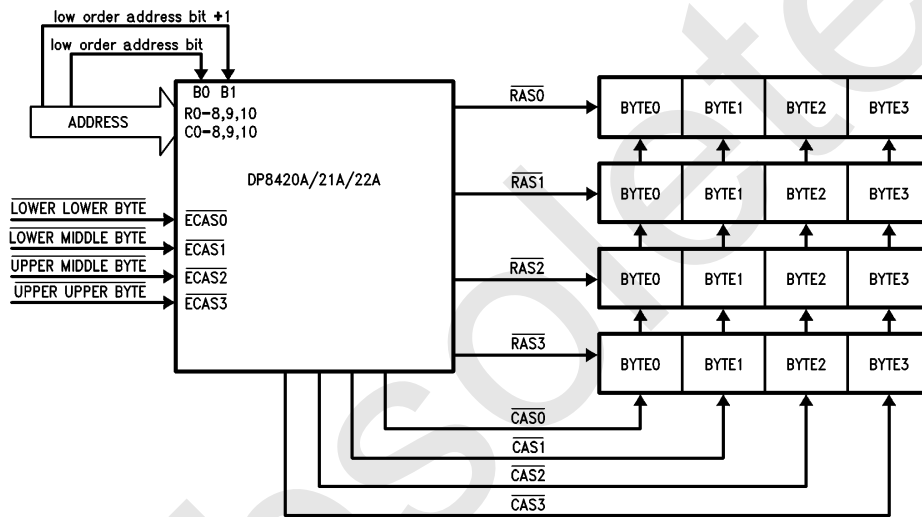 low order address bit +1
low order address bit
B0 B1
R0-8,9,10
C0-8,9,10
ADDRESS
DP8420A/21A/22A
LOWER LOWER BYTE
LOWER MIDDLE BYTE
UPPER MIDDLE BYTE
UPPER UPPER BYTE
ECAS0
ECAS1
ECAS2
ECAS3
RAS0
BYTE0 BYTE1 BYTE2 BYTE3
RAS1
BYTE0 BYTE1 BYTE2 BYTE3
RAS2
BYTE0 BYTE1 BYTE2 BYTE3
RAS3
BYTE0 BYTE1 BYTE2 BYTE3
CAS0
CAS1
CAS2
CAS3
obsolete